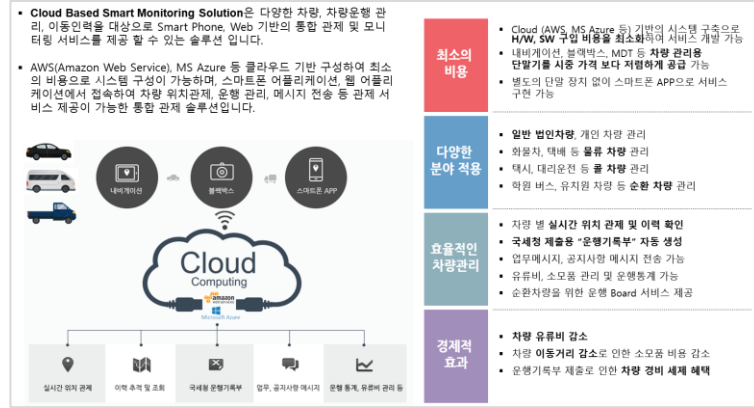 ▪ Cloud Based Smart Monitoring Solution은 다양한 차량, 차량운행 관
리, 이동인력을 대상으로 Smart Phone, Web 기반의 통합 관제 및 모니
터링 서비스를 제공 할 수 있는 솔루션 입니다.
▪ AWS(Amazon Web Service), MS Azure 등 클라우드 기반 구성하여 최소
의 비용으로 시스템 구성이 가능하며, 스마트폰 어플리케이션, 웹 어플리
케이션에서 접속하여 차량 위치관제, 운행 관리, 메시지 전송 등 관제 서
비스 제공이 가능한 통합 관제 솔루션입니다.
내비게이션
블랙박스
스마트폰 APP
Cloud
Computing
amazon
Microsoft Azure
실시간 위치 관제
이력 추적 및 조회
국세청 운행기록부
업무, 공지사항 메시지
운행 통계, 유류비 관리 등
최소의
비용
▪ Cloud (AWS, MS Azure 등) 기반의 시스템 구축으로
H/W, SW 구입 비용을 최소화하여 서비스 개발 가능
▪ 내비게이션, 블랙박스, MDT 등 차량 관리용
단말기를 시중 가격 보다 저렴하게 공급 가능
▪ 별도의 단말 장치 없이 스마트폰 APP으로 서비스
구현 가능
다양한
분야 적용
▪ 일반 법인차량, 개인 차량 관리
▪ 화물차, 택배 등 물류 차량 관리
▪ 택시, 대리운전 등 콜 차량 관리
▪ 학원 버스, 유치원 차량 등 순환 차량 관리
효율적인
차량관리
▪ 차량 별 실시간 위치 관제 및 이력 확인
▪ 국세청 제출용 “운행기록부” 자동 생성
▪ 업무메시지, 공지사항 메시지 전송 가능
▪ 유류비, 소모품 관리 및 운행통계 가능
▪ 순환차량을 위한 운행 Board 서비스 제공
경제적
효과
▪ 차량 유류비 감소
▪ 차량 이동거리 감소로 인한 소모품 비용 감소
▪ 운행기록부 제출로 인한 차량 경비 세제 혜택